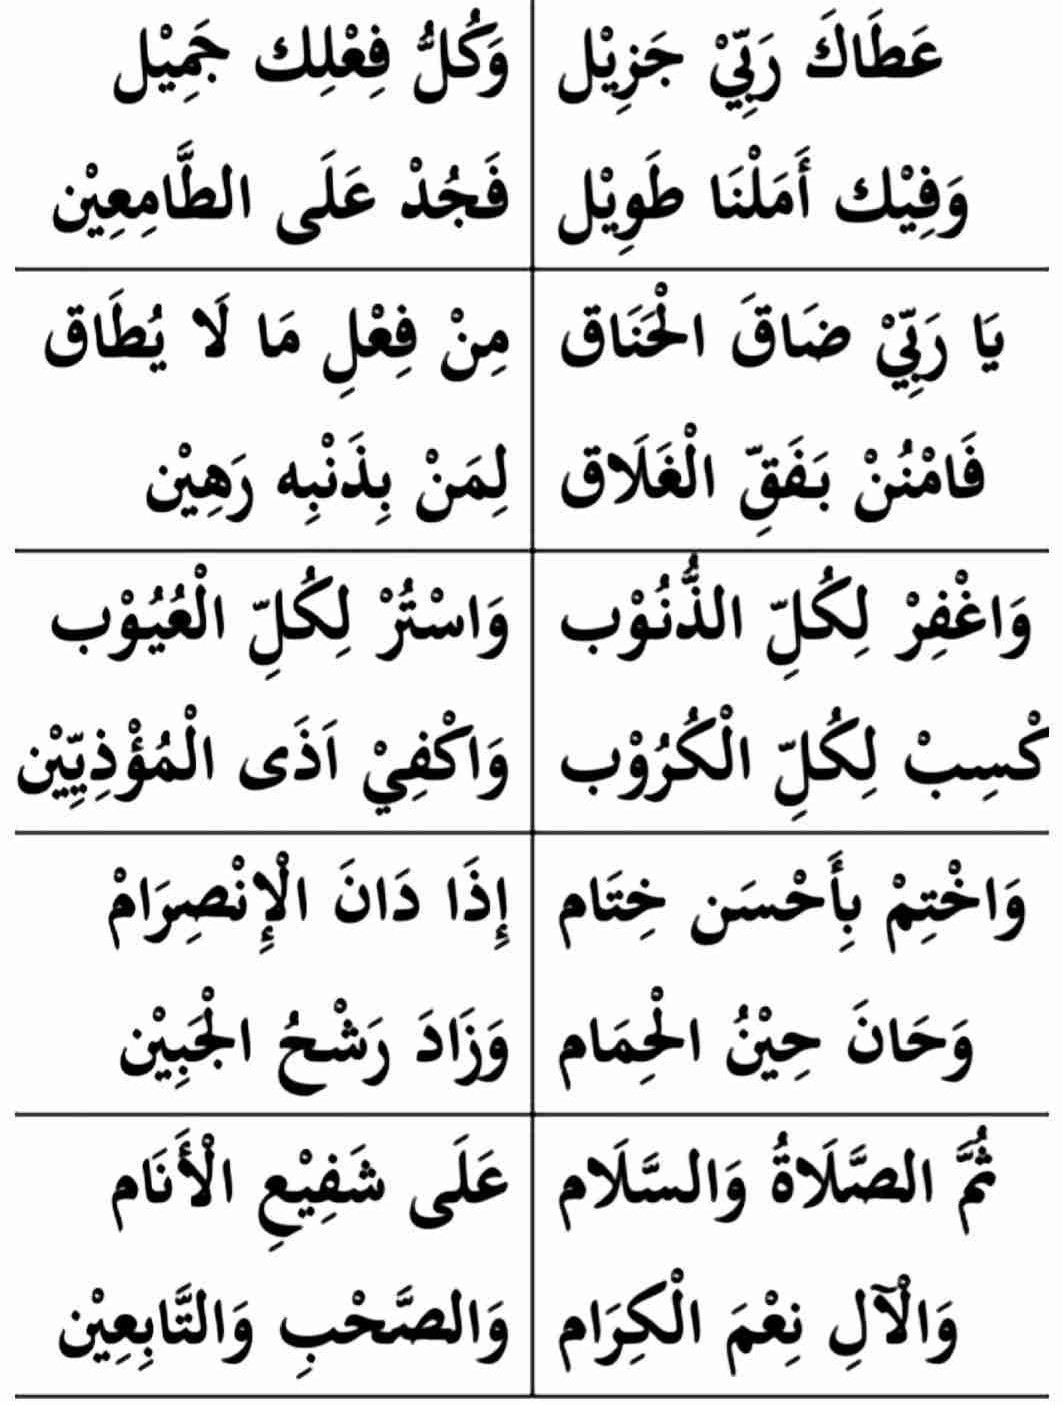 عَطَاكَ رَبِّيْ جَزِيْل وَكُلُّ فِعْلِك جَمِيْل
وَفِيْك أَمَلْنَا طَوِيْل فَجُدْ عَلَى الطَّامِعِيْن
يَا رَبِّيْ ضَاقَ الْخَنَاق مِنْ فِعْلِ مَا لَا يُطَاق
فَامْنُنْ بَفَقِّ الْغَلَاق لِمَنْ بِذَنْبِه رَهِيْن
وَاغْفِرْ لِكُلِّ الذُّنُوْب وَاسْتُرْ لِكُلِّ الْعُيُوْب
كْسِبْ لِكُلِّ الْكُرُوْب وَاكْفِيْ اَذَى الْمُؤْذِيِّيْن
وَاخْتِمْ بِأَحْسَن خِتَام إِذَا دَانَ الْإِنْصِرَامْ
وَحَانَ حِيْنُ الْحِمَام وَزَادَ رَشْحُ الْجَبِيْن
ثُمَّ الصَّلَاةُ وَالسَّلَام عَلَى شَفِيْعِ الْأَنَام
وَالْآلِ نِعْمَ الْكِرَام وَالصَّحْبِ وَالتَّابِعِيْن